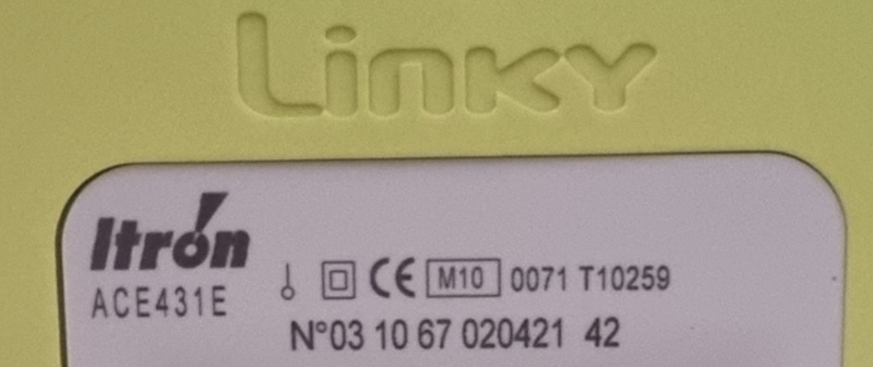 Linky
Itron
ACE431E
CE M10 0071 T10259
N°03 10 67 020421 42